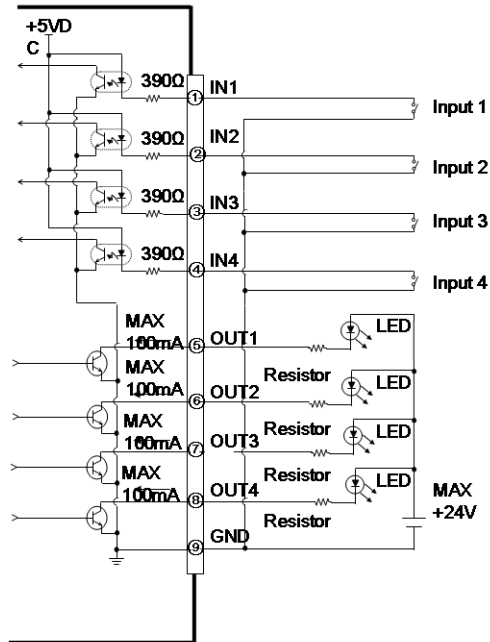 +5VD
C
390Ω
① IN1
Input 1
390Ω
② IN2
Input 2
390Ω
③ IN3
Input 3
390Ω
④ IN4
Input 4
MAX
100mA
⑤ OUT1
LED
Resistor
MAX
100mA
⑥ OUT2
LED
Resistor
MAX
100mA
⑦ OUT3
LED
Resistor
MAX
100mA
⑧ OUT4
LED
Resistor
MAX
+24V
⑨ GND